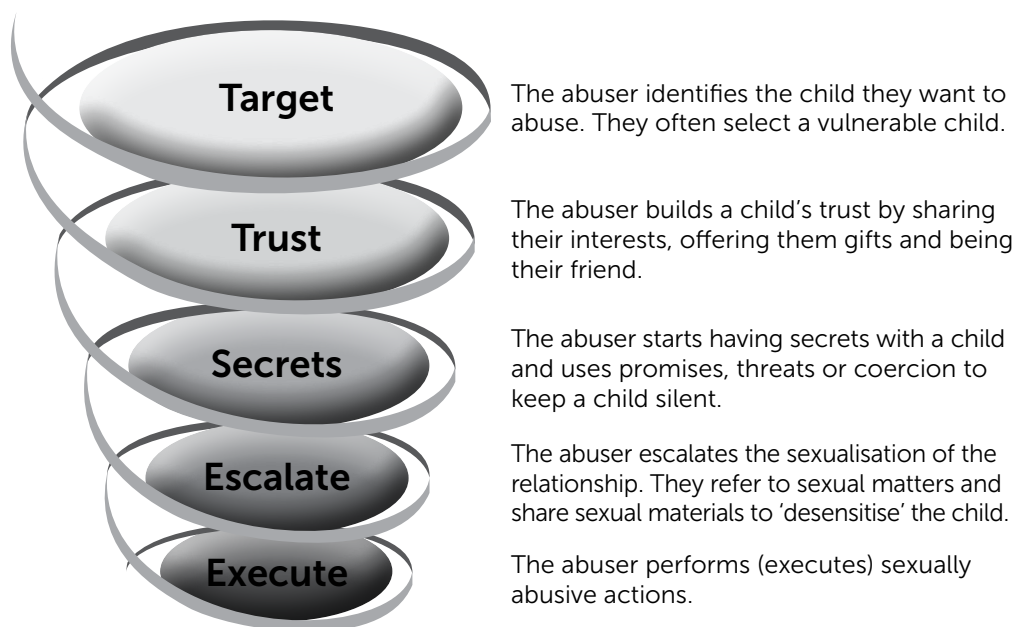 Target
The abuser identifies the child they want to
abuse. They often select a vulnerable child.
Trust
The abuser builds a child’s trust by sharing
their interests, offering them gifts and being
their friend.
Secrets
The abuser starts having secrets with a child
and uses promises, threats or coercion to
keep a child silent.
Escalate
The abuser escalates the sexualisation of the
relationship. They refer to sexual matters and
share sexual materials to ‘desensitise’ the child.
Execute
The abuser performs (executes) sexually
abusive actions.